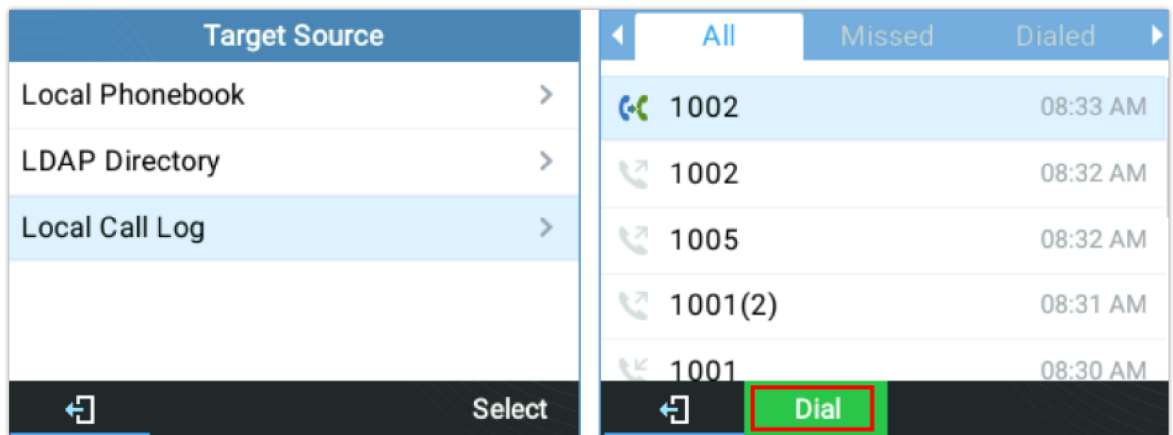 Target Source
Local Phonebook
LDAP Directory
Local Call Log
Select
All Missed Dialed
1002 08:33 AM
1002 08:32 AM
1005 08:32 AM
1001(2) 08:31 AM
1001 08:30 AM
Dial